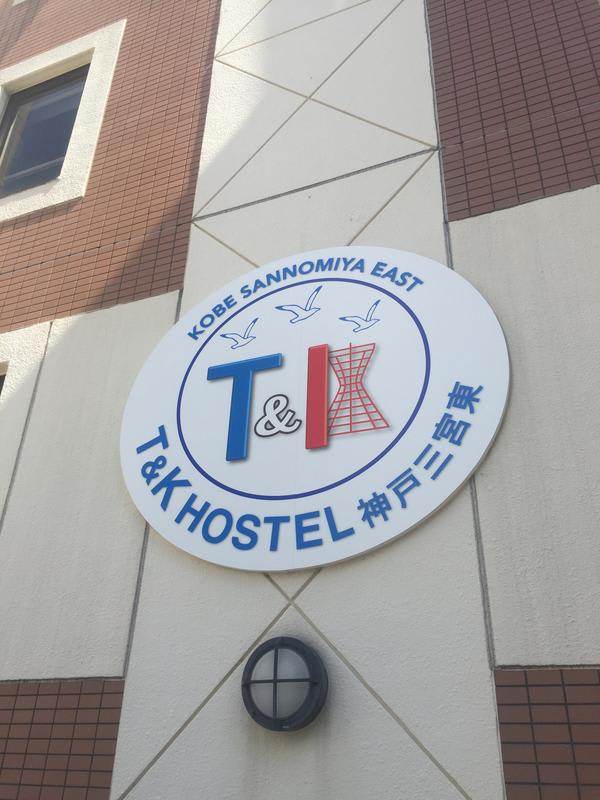 KOBE SANNOMIYA EAST
T&K
T&K HOSTEL 神戸三宮東